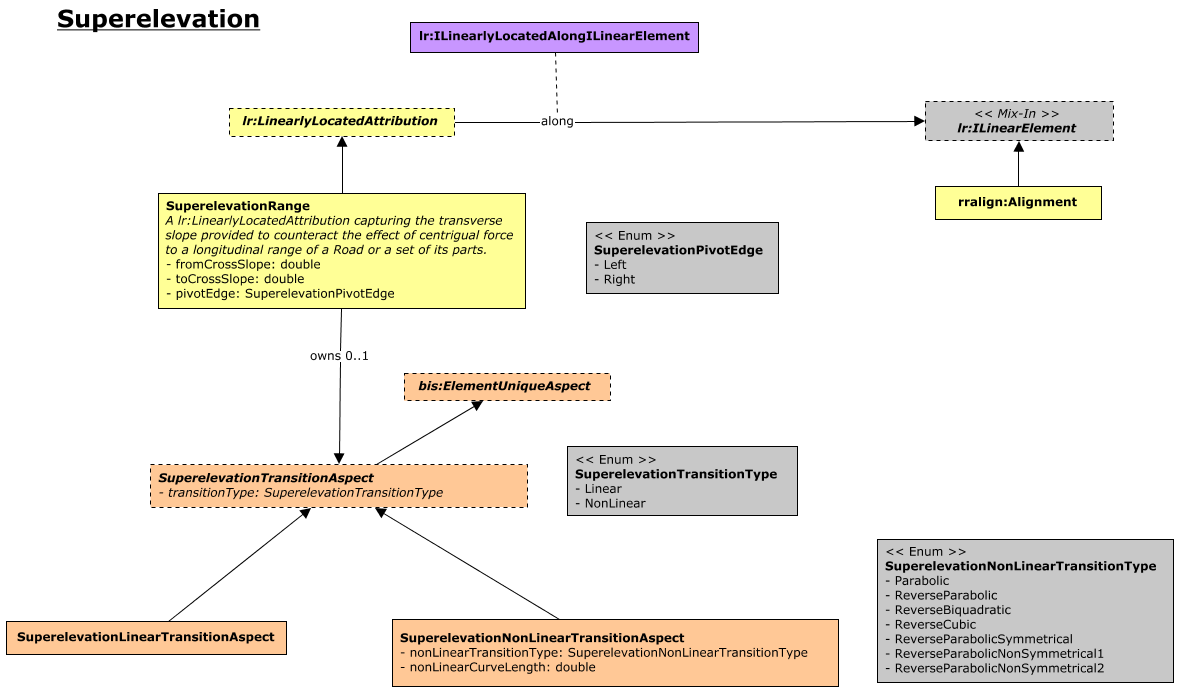 Superelevation
lr:ILinearlyLocatedAlongILinearElement
lr:LinearlyLocatedAttribution
along
<< Mix-In >>
lr:ILinearElement
rralign:Alignment
SuperelevationRange
A lr:LinearlyLocatedAttribution capturing the transverse
slope provided to counteract the effect of centrigual force
to a longitudinal range of a Road or a set of its parts.
- fromCrossSlope: double
- toCrossSlope: double
- pivotEdge: SuperelevationPivotEdge
<< Enum >>
SuperelevationPivotEdge
- Left
- Right
owns 0..1
bis:ElementUniqueAspect
SuperelevationTransitionAspect
- transitionType: SuperelevationTransitionType
<< Enum >>
SuperelevationTransitionType
- Linear
- NonLinear
<< Enum >>
SuperelevationNonLinearTransitionType
- Parabolic
- ReverseParabolic
- ReverseBiquadratic
- ReverseCubic
- ReverseParabolicSymmetrical
- ReverseParabolicNonSymmetrical1
- ReverseParabolicNonSymmetrical2
SuperelevationLinearTransitionAspect
SuperelevationNonLinearTransitionAspect
- nonLinearTransitionType: SuperelevationNonLinearTransitionType
- nonLinearCurveLength: double